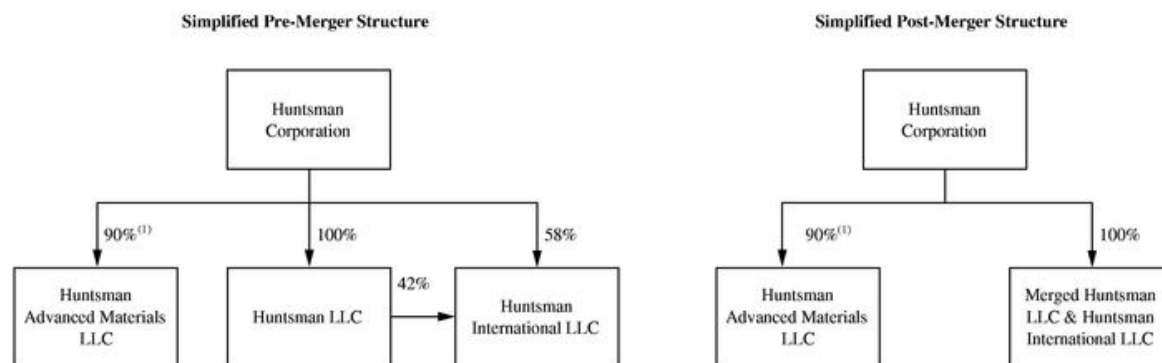 Simplified Pre-Merger Structure
Huntsman
Corporation
90%(1)
100%
58%
Huntsman
Advanced Materials
LLC
Huntsman LLC
42%
Huntsman
International LLC
Simplified Post-Merger Structure
Huntsman
Corporation
90%(1)
100%
Huntsman
Advanced Materials
LLC
Merged Huntsman
LLC & Huntsman
International LLC